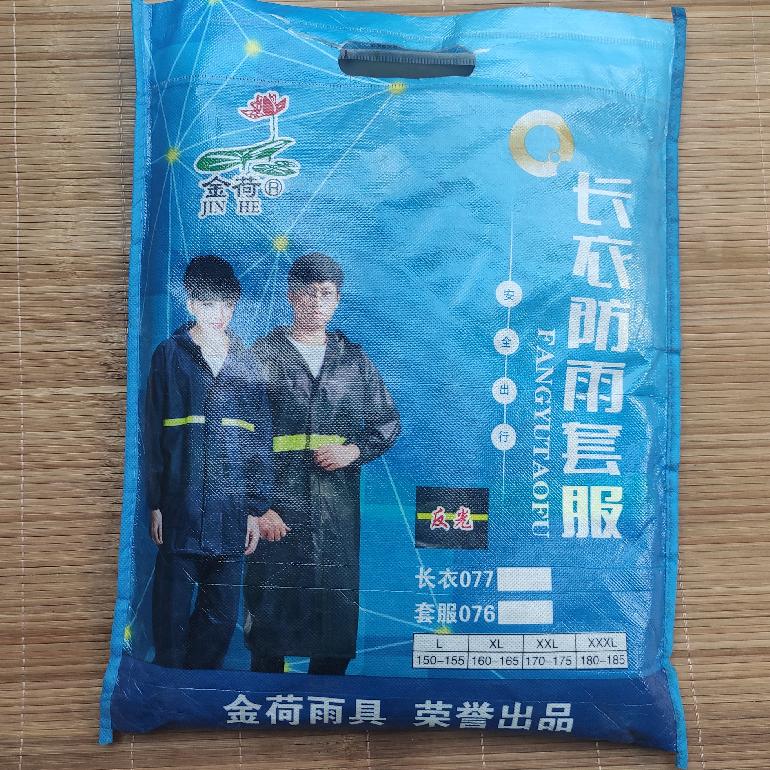 金荷®
JIN HE
长衣防雨套服
FANGYUTAOFU
安全出行
反光
长衣077
套服076
L XL XXL XXXL
150-155 160-165 170-175 180-185
金荷雨具 荣誉出品